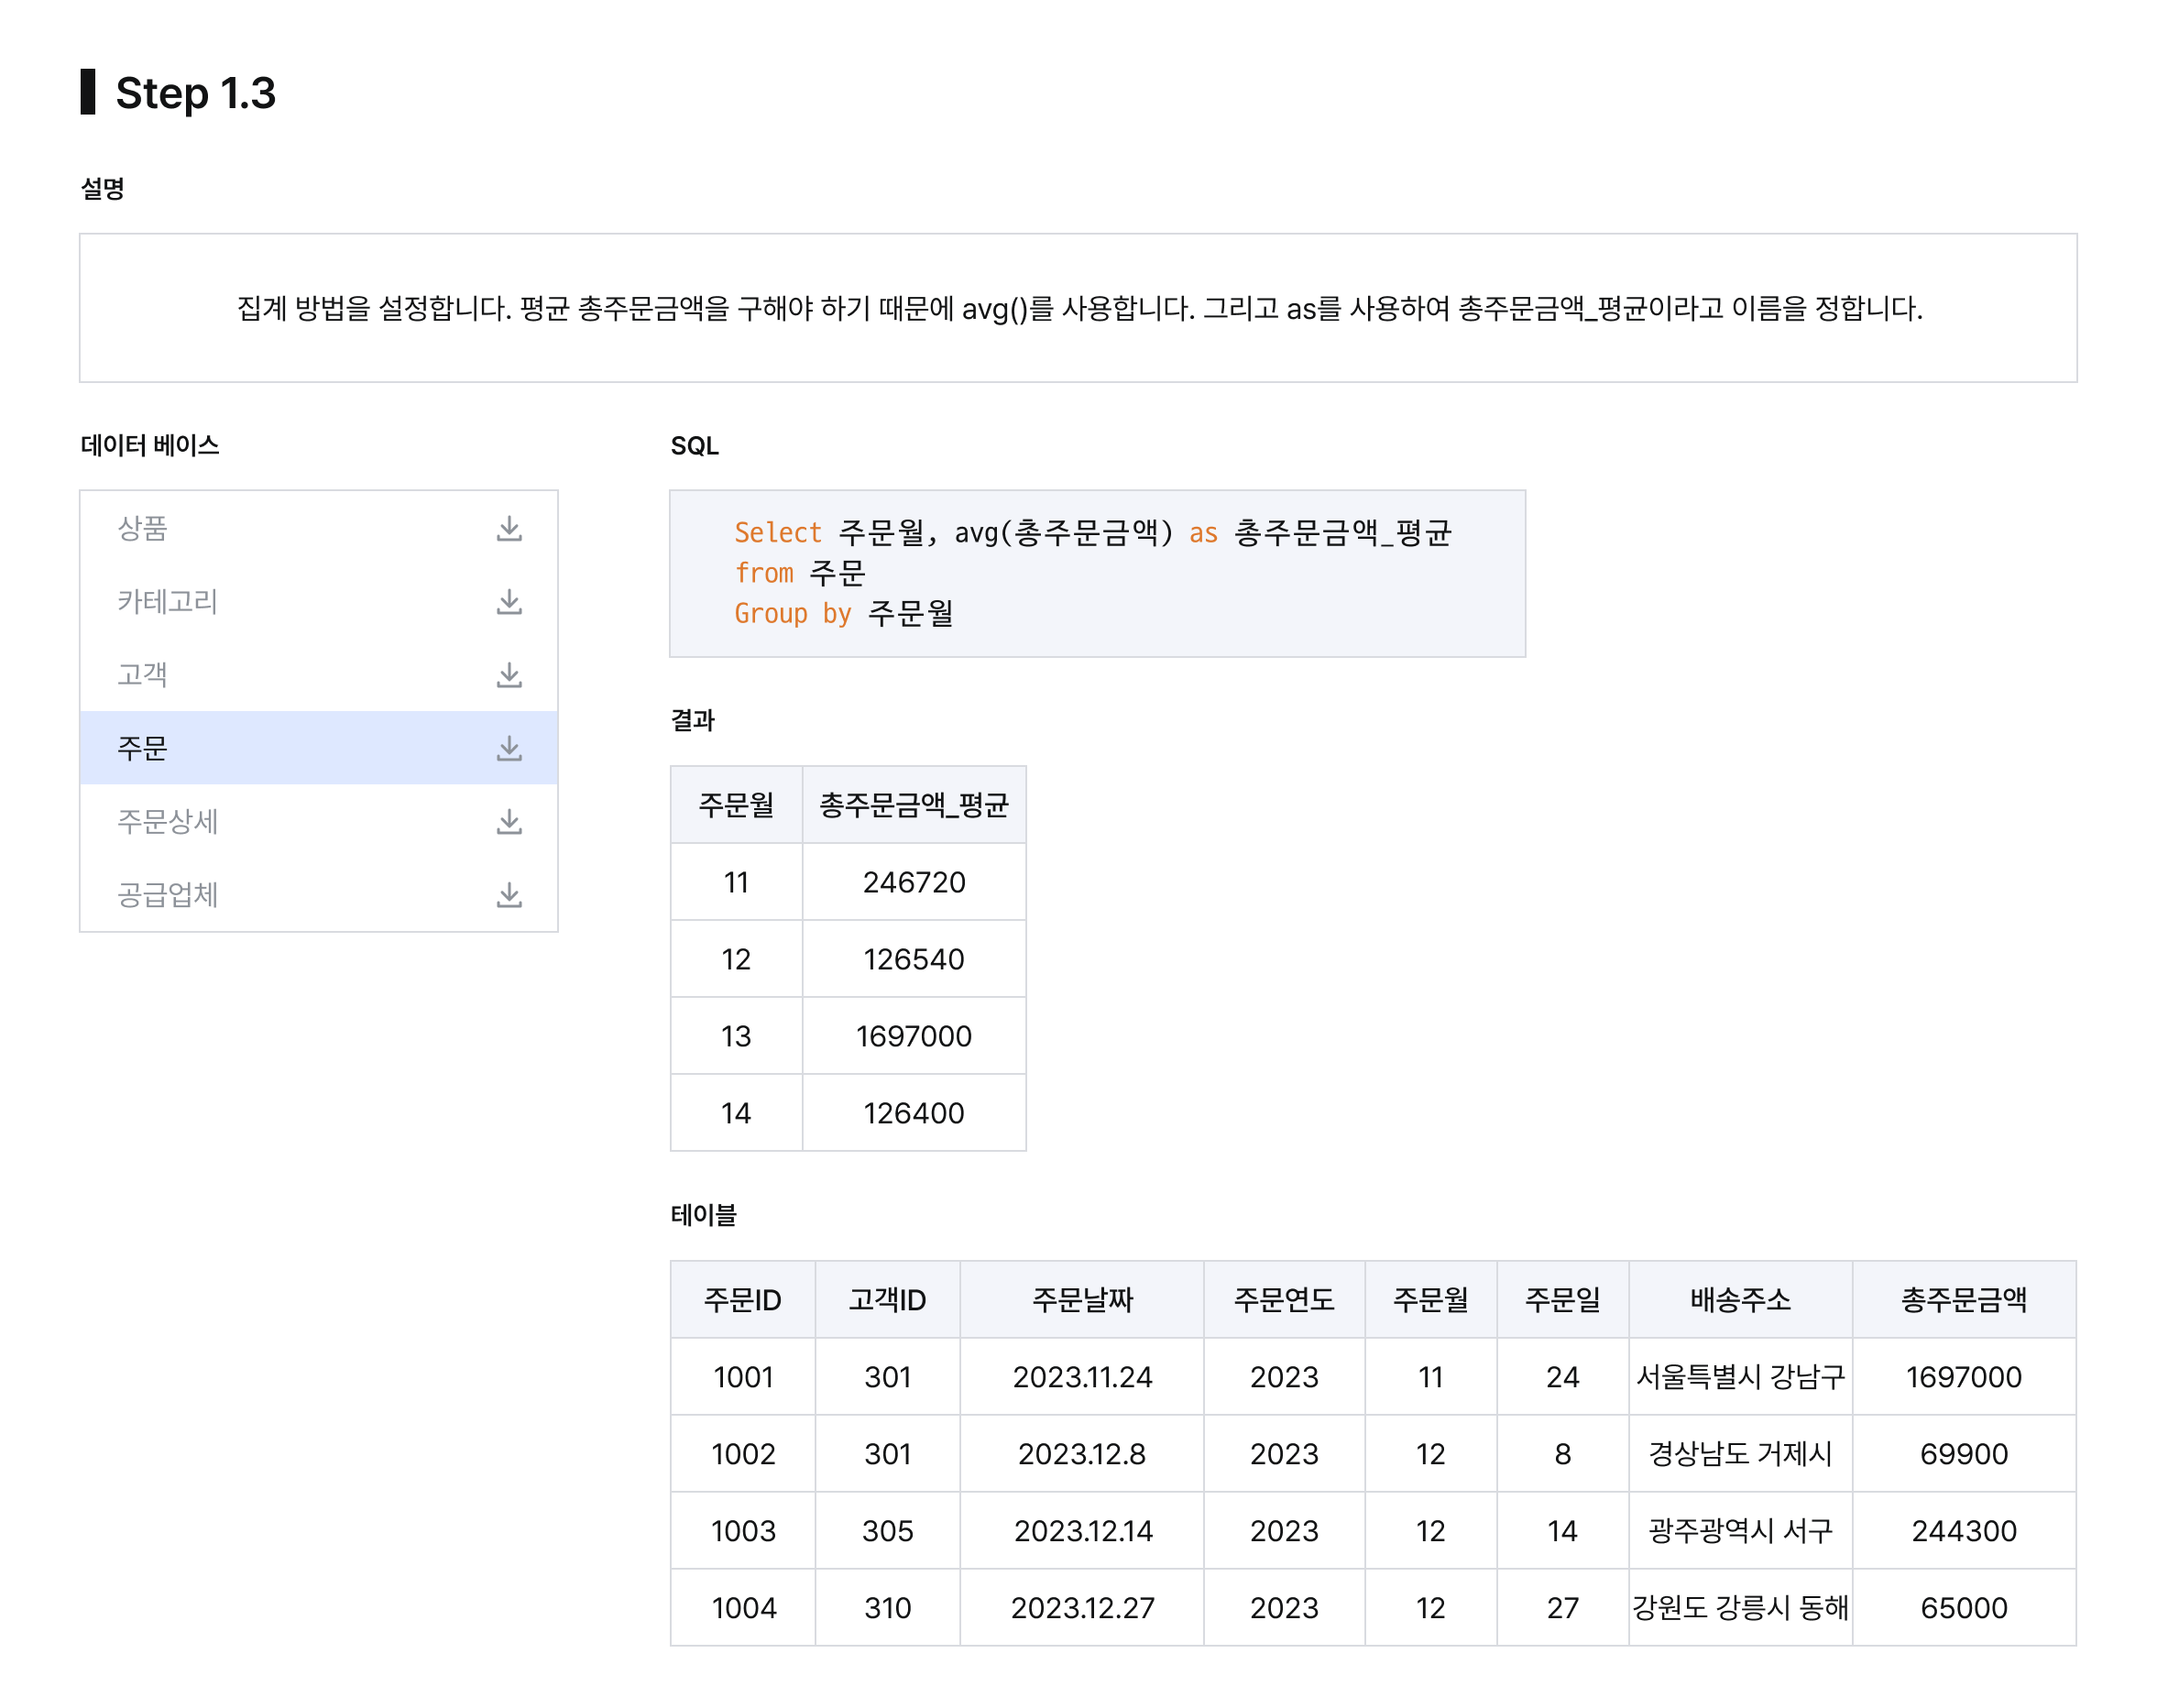 Step 1.3
설명
집계 방법을 설정합니다. 평균 총주문금액을 구해야 하기 때문에 avg()를 사용합니다. 그리고 as를 사용하여 총주문금액_평균이라고 이름을 정합니다.
데이터 베이스
상품
카테고리
고객
주문
주문상세
공급업체
SQL
Select 주문월, avg(총주문금액) as 총주문금액_평균
from 주문
Group by 주문월
결과
주문월 총주문금액_평균
11 246720
12 126540
13 1697000
14 126400
테이블
주문ID 고객ID 주문날짜 주문연도 주문월 주문일 배송주소 총주문금액
1001 301 2023.11.24 2023 11 24 서울특별시 강남구 1697000
1002 301 2023.12.8 2023 12 8 경상남도 거제시 69900
1003 305 2023.12.14 2023 12 14 광주광역시 서구 244300
1004 310 2023.12.27 2023 12 27 강원도 강릉시 동해 65000